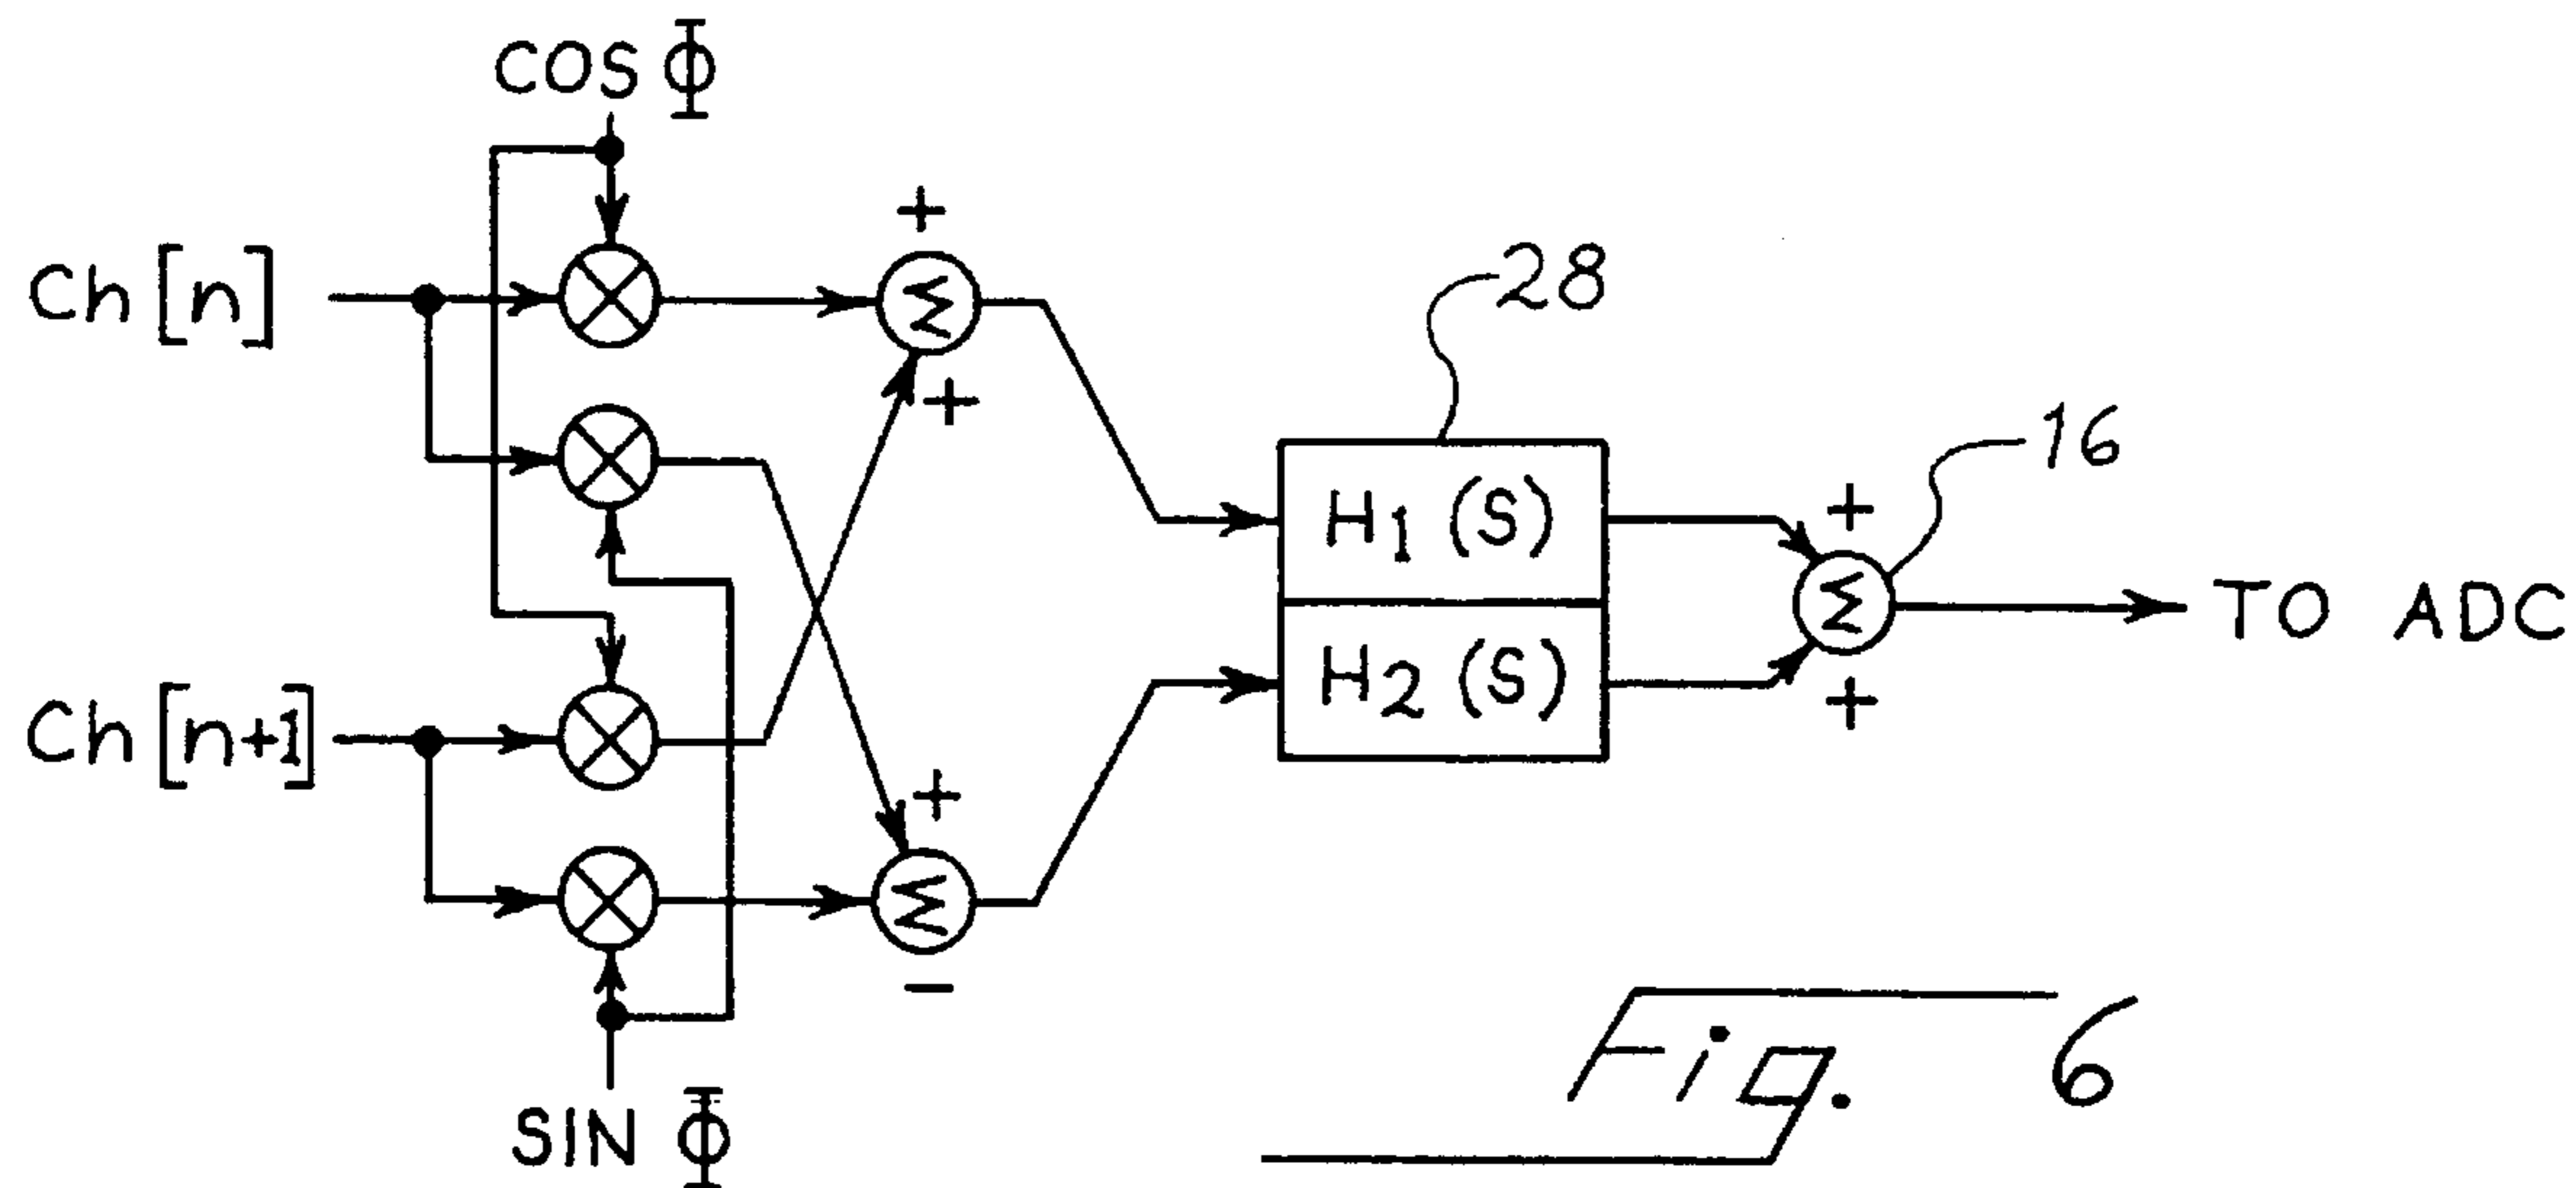 COS Φ
+
Ch [n]
Σ
+
28
16
H1 (S)
+
Σ
TO ADC
H2 (S)
+
Ch [n+1]
+
Σ
−
SIN Φ
Fig. 6